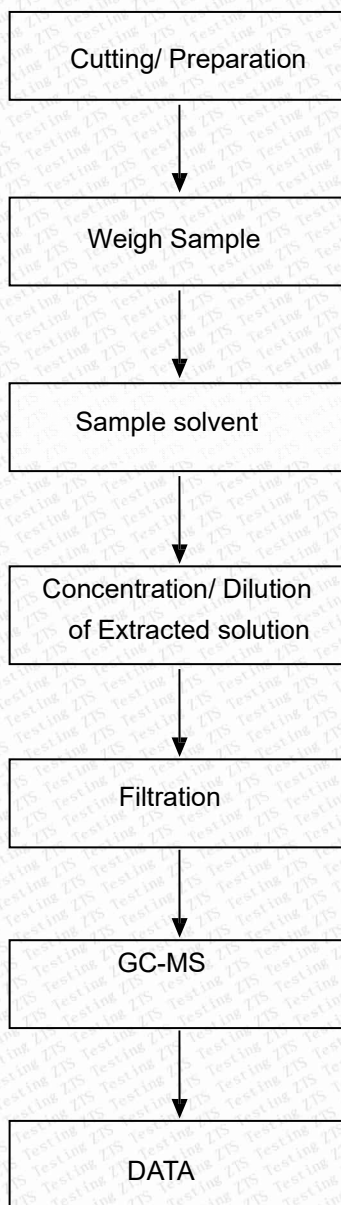 Cutting/ Preparation
Weigh Sample
Sample solvent
Concentration/ Dilution
of Extracted solution
Filtration
GC-MS
DATA